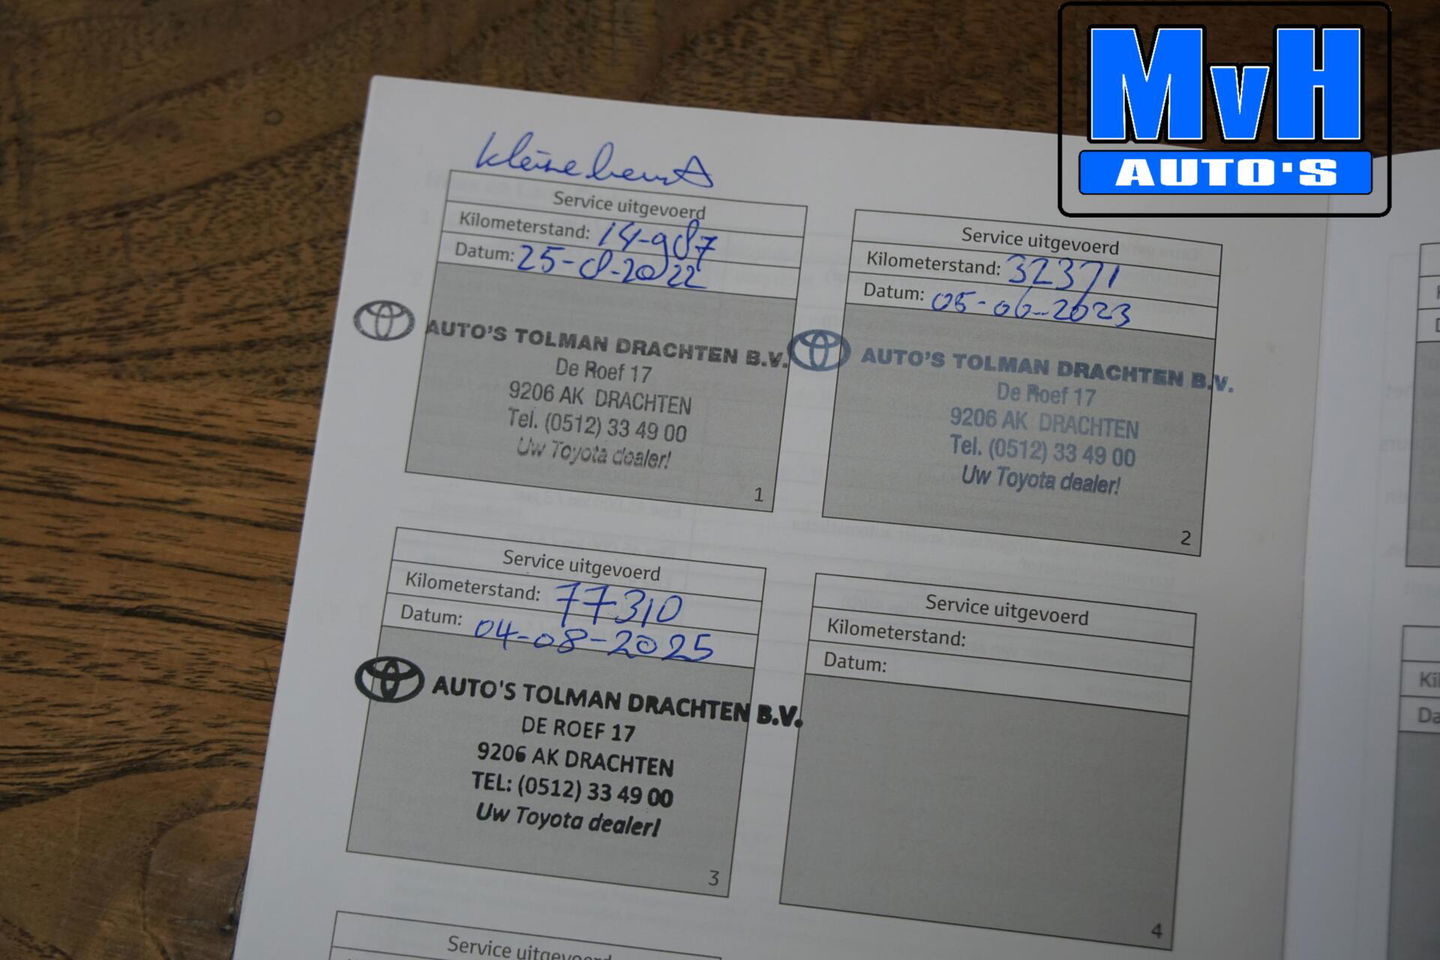 MvH
AUTO'S
kleine beurt
Service uitgevoerd
Kilometerstand: 14-987
Datum: 25-8-2022
AUTO'S TOLMAN DRACHTEN B.V.
De Roef 17
9206 AK DRACHTEN
Tel. (0512) 33 49 00
Uw Toyota dealer!
1
Service uitgevoerd
Kilometerstand: 32371
Datum: 05-06-2023
AUTO'S TOLMAN DRACHTEN B.V.
De Roef 17
9206 AK DRACHTEN
Tel. (0512) 33 49 00
Uw Toyota dealer!
2
Service uitgevoerd
Kilometerstand: 77310
Datum: 04-08-2025
AUTO'S TOLMAN DRACHTEN B.V.
DE ROEF 17
9206 AK DRACHTEN
TEL: (0512) 33 49 00
Uw Toyota dealer!
3
Service uitgevoerd
Kilometerstand:
Datum:
4
Service uitgevoerd
Ki
Da